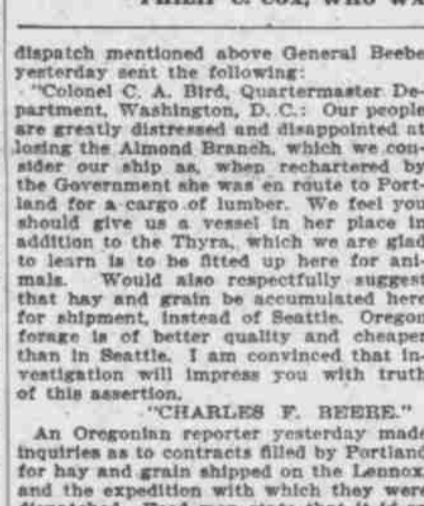 PHILIP C. COX, WHO WA
dispatch mentioned above General Beebe
yesterday sent the following:
"Colonel C. A. Bird, Quartermaster De-
partment, Washington, D. C.: Our people
are greatly distressed and disappointed at
losing the Almond Branch, which we con-
sider our ship as, when rechartered by
the Government she was en route to Port-
land for a cargo of lumber. We feel you
should give us a vessel in her place in
addition to the Thyra, which we are glad
to learn is to be fitted up here for ani-
mals. Would also respectfully suggest
that hay and grain be accumulated here
for shipment, instead of Seattle. Oregon
forage is of better quality and cheaper
than in Seattle. I am convinced that in-
vestigation will impress you with truth
of this assertion.
"CHARLES F. BEEBE."
An Oregonian reporter yesterday made
inquiries as to contracts filled by Portland
for hay and grain shipped on the Lennox
and the expedition with which they were